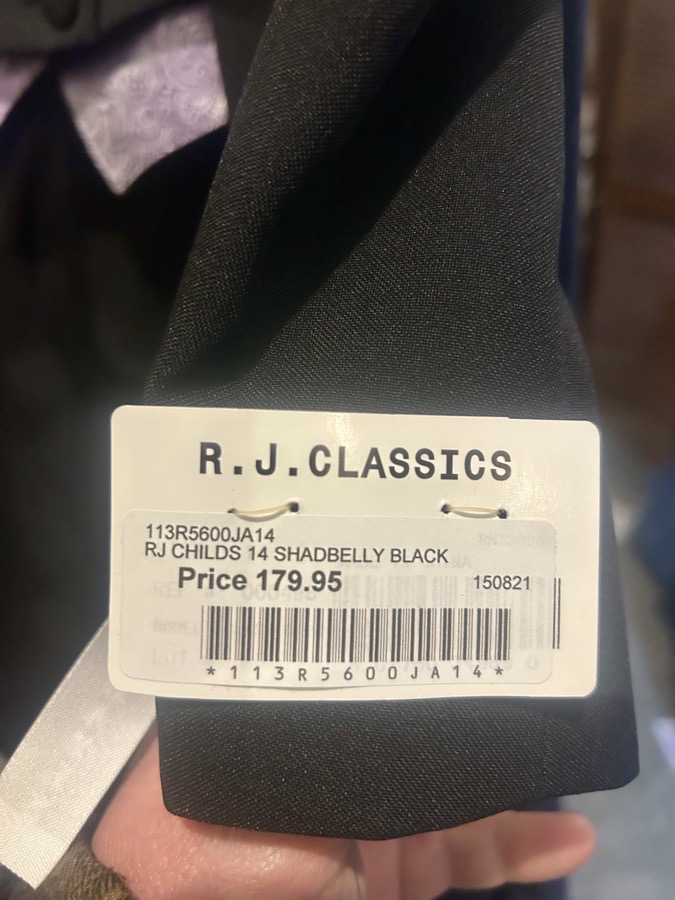 R.J.CLASSICS
113R5600JA14
RJ CHILDS 14 SHADBELLY BLACK
Price 179.95 150821
*113R5600JA14*